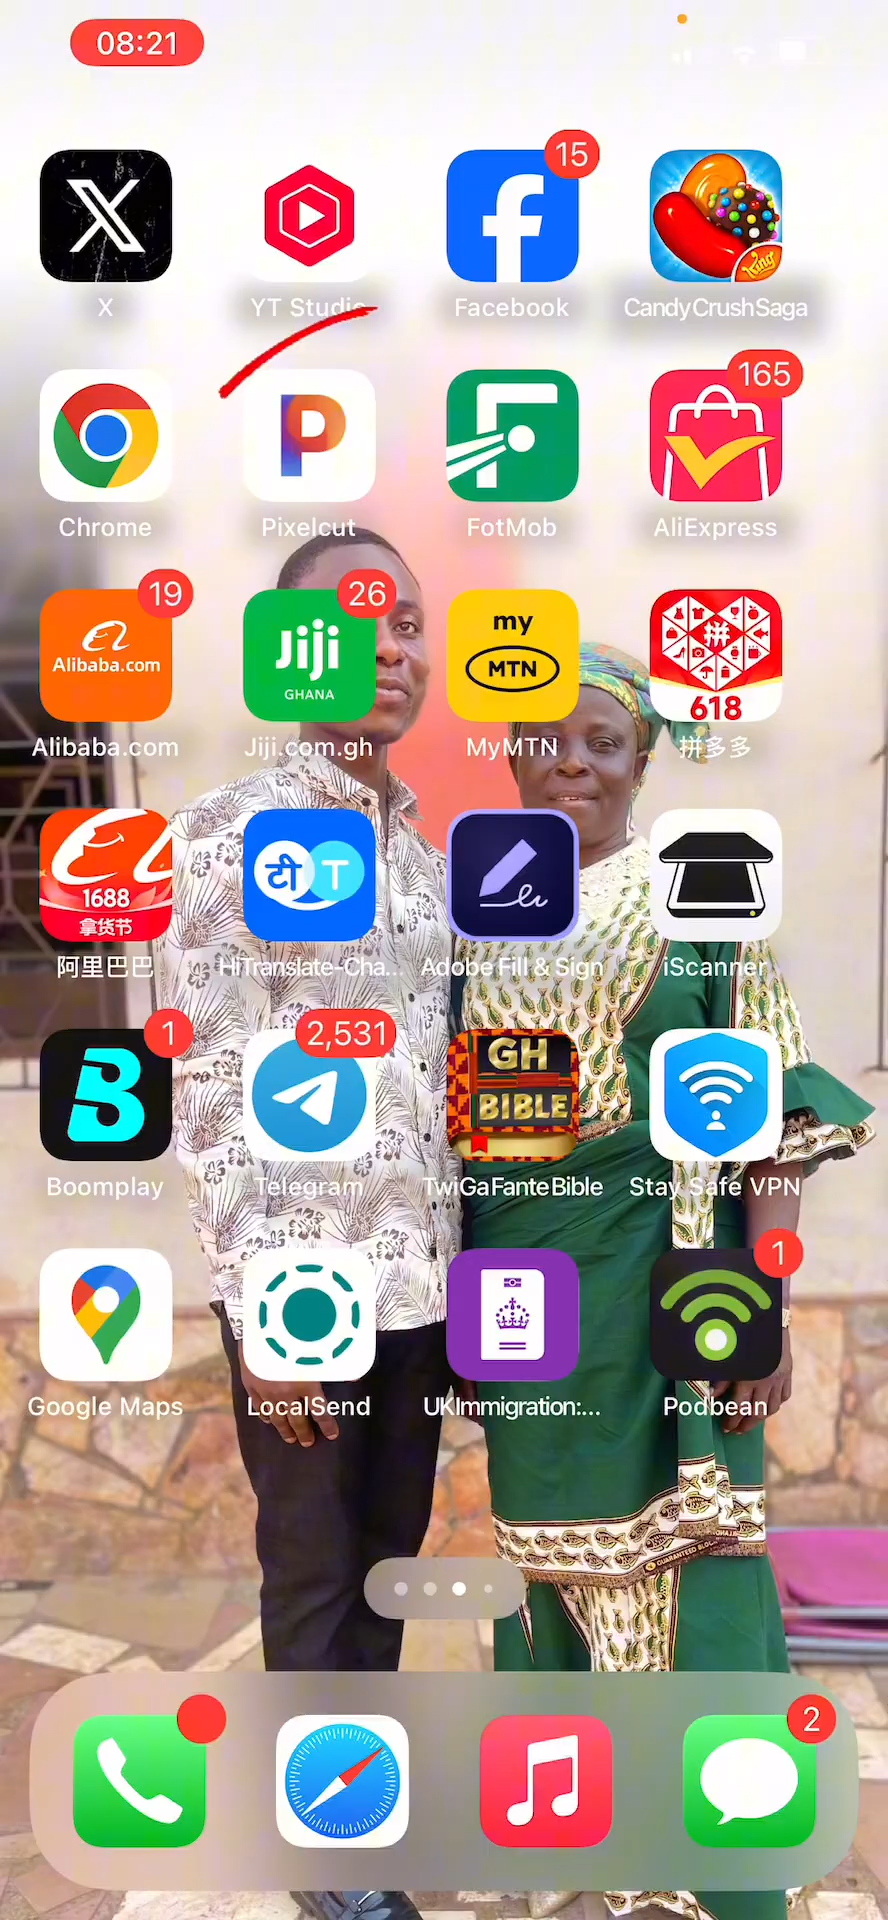 08:21
15
X
YT Studio
Facebook
King
CandyCrushSaga
165
P
Chrome
Pixelcut
FotMob
AliExpress
19
26
Alibaba.com
Jiji
GHANA
my
MTN
拼
618
Alibaba.com
Jiji.com.gh
MyMTN
拼多多
1688
拿货节
टी T
阿里巴巴
HiTranslate-Cha...
Adobe Fill & Sign
iScanner
1
2,531
B
GH
BIBLE
Boomplay
Telegram
TwiGaFanteBible
Stay Safe VPN
1
Google Maps
LocalSend
UKImmigration:...
Podbean
GUARANTEED
2